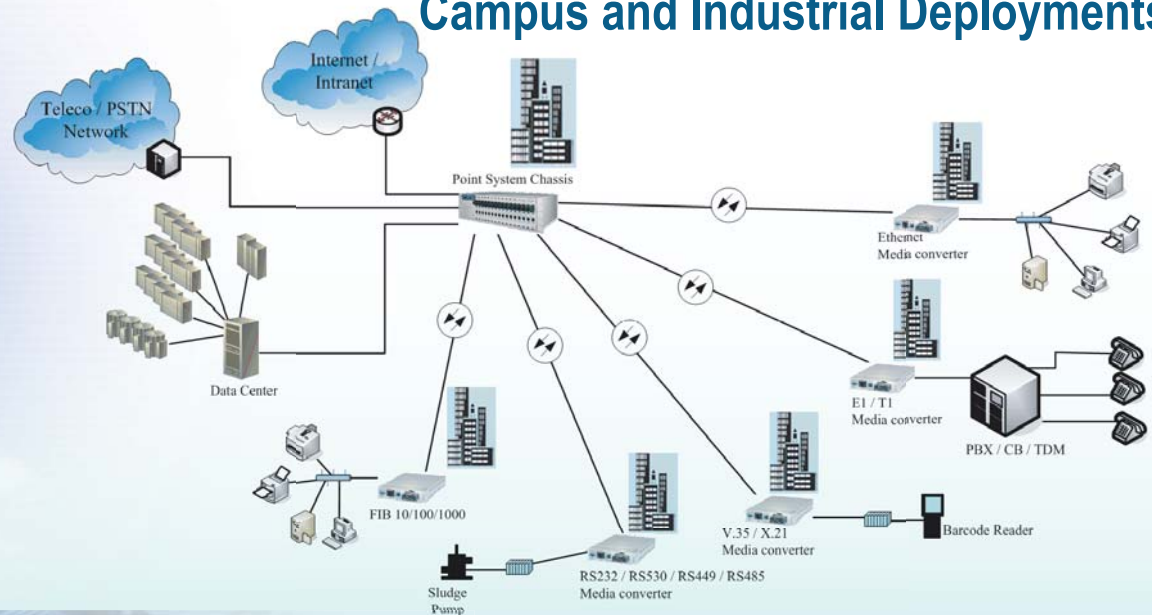 Campus and Industrial Deployments
Internet /
Intranet
Teleco / PSTN
Network
Point System Chassis
Ethernet
Media converter
Data Center
E1 / T1
Media converter
PBX / CB / TDM
FIB 10/100/1000
V.35 / X.21
Media converter
Barcode Reader
RS232 / RS530 / RS449 / RS485
Media converter
Sludge
Pump